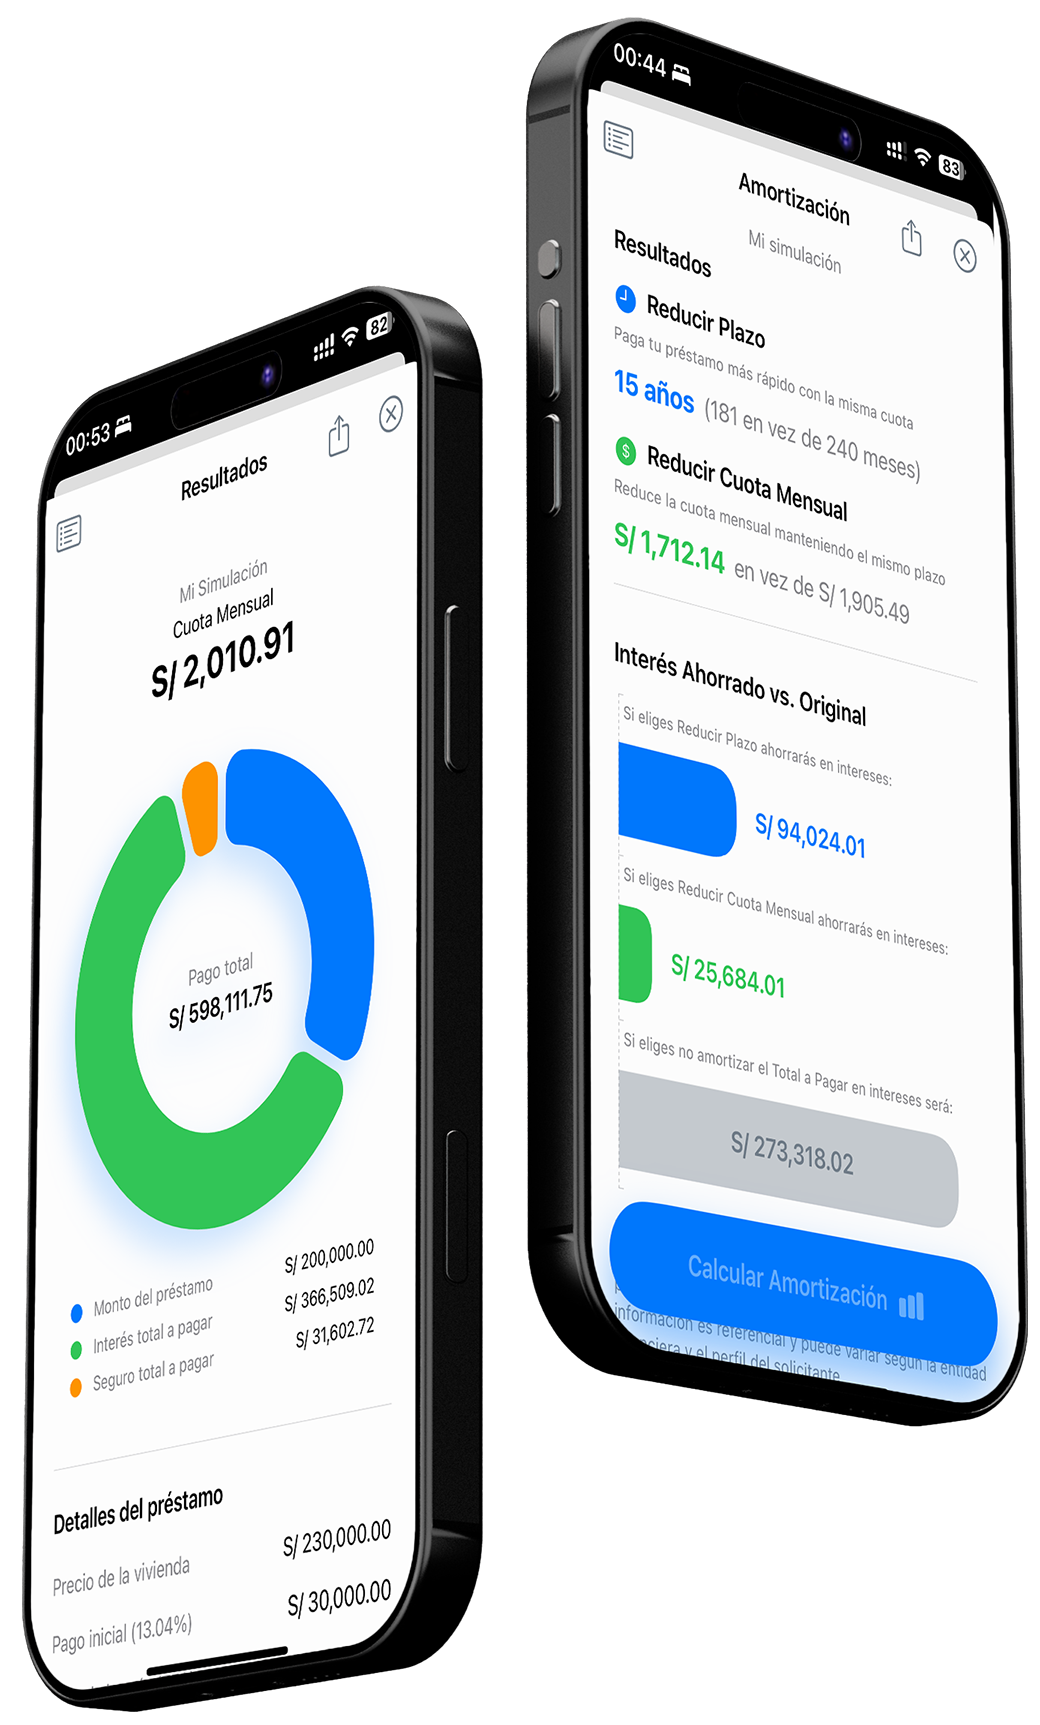 00:53
82
Resultados
Mi Simulación
Cuota Mensual
S/ 2,010.91
Pago total
S/ 598,111.75
Monto del préstamo S/ 200,000.00
Interés total a pagar S/ 366,509.02
Seguro total a pagar S/ 31,602.72
Detalles del préstamo
Precio de la vivienda S/ 230,000.00
Pago inicial (13.04%) S/ 30,000.00
00:44
83
Amortización
Mi simulación
Resultados
Reducir Plazo
Paga tu préstamo más rápido con la misma cuota
15 años (181 en vez de 240 meses)
$ Reducir Cuota Mensual
Reduce la cuota mensual manteniendo el mismo plazo
S/ 1,712.14 en vez de S/ 1,905.49
Interés Ahorrado vs. Original
Si eliges Reducir Plazo ahorrarás en intereses:
S/ 94,024.01
Si eliges Reducir Cuota Mensual ahorrarás en intereses:
S/ 25,684.01
Si eliges no amortizar el Total a Pagar en intereses será:
S/ 273,318.02
Calcular Amortización
información es referencial y puede variar según la entidad
y el perfil del solicitante